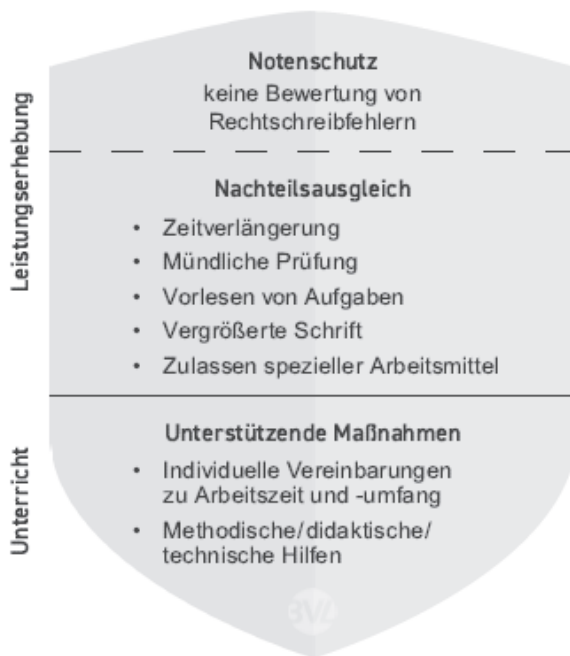 Notenschutz
keine Bewertung von
Rechtschreibfehlern
Nachteilsausgleich
• Zeitverlängerung
• Mündliche Prüfung
• Vorlesen von Aufgaben
• Vergrößerte Schrift
• Zulassen spezieller Arbeitsmittel
Leistungserhebung
Unterstützende Maßnahmen
• Individuelle Vereinbarungen
zu Arbeitszeit und -umfang
• Methodische/didaktische/
technische Hilfen
Unterricht
BVL